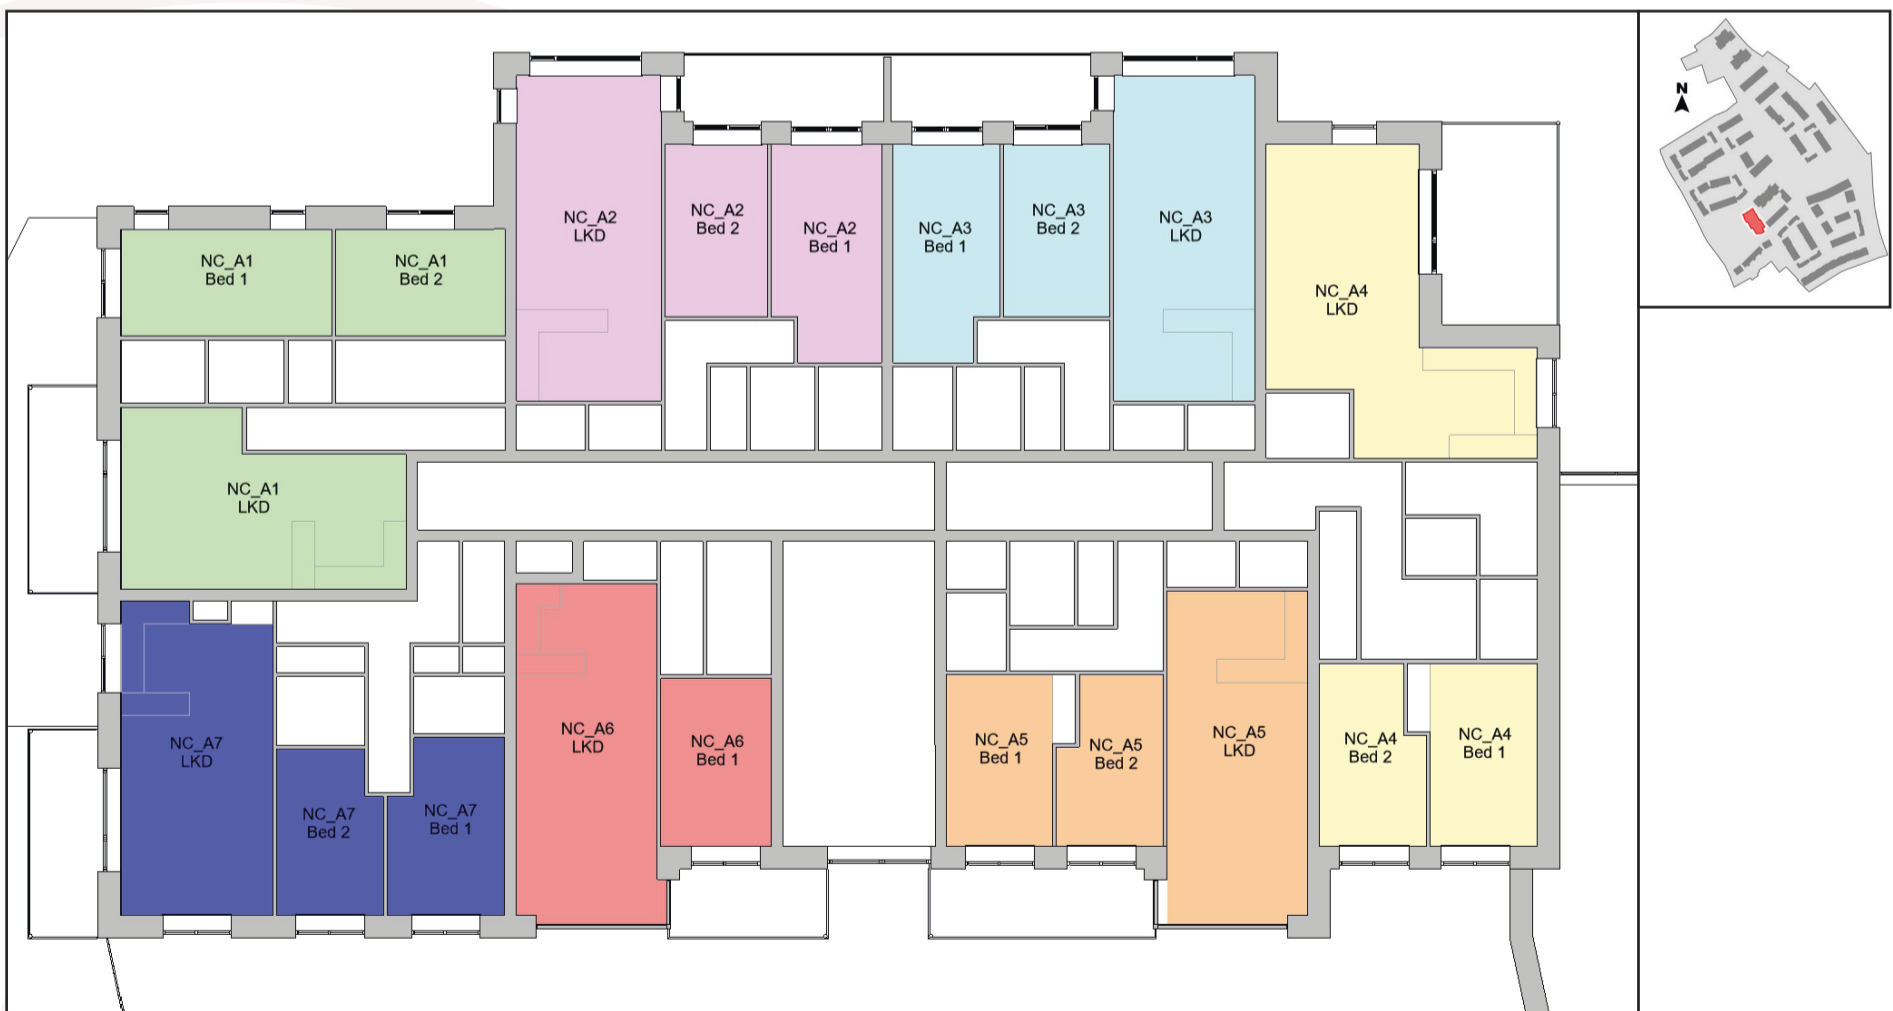 N
NC_A2
LKD
NC_A2
Bed 2
NC_A2
Bed 1
NC_A3
Bed 1
NC_A3
Bed 2
NC_A3
LKD
NC_A1
Bed 1
NC_A1
Bed 2
NC_A4
LKD
NC_A1
LKD
NC_A7
LKD
NC_A7
Bed 2
NC_A7
Bed 1
NC_A6
LKD
NC_A6
Bed 1
NC_A5
Bed 1
NC_A5
Bed 2
NC_A5
LKD
NC_A4
Bed 2
NC_A4
Bed 1